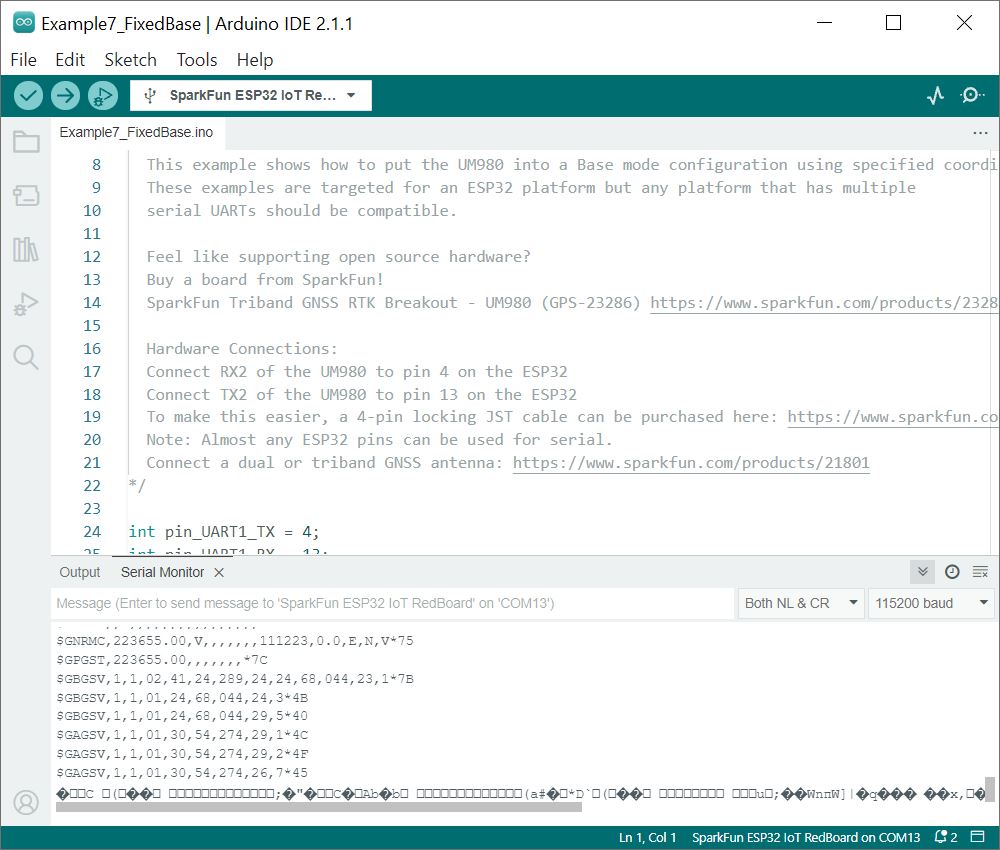 Example7_FixedBase | Arduino IDE 2.1.1
File Edit Sketch Tools Help
SparkFun ESP32 IoT Re...
Example7_FixedBase.ino
8 This example shows how to put the UM980 into a Base mode configuration using specified coordi
9 These examples are targeted for an ESP32 platform but any platform that has multiple
10 serial UARTs should be compatible.
11
12 Feel like supporting open source hardware?
13 Buy a board from SparkFun!
14 SparkFun Triband GNSS RTK Breakout - UM980 (GPS-23286) https://www.sparkfun.com/products/2328
15
16 Hardware Connections:
17 Connect RX2 of the UM980 to pin 4 on the ESP32
18 Connect TX2 of the UM980 to pin 13 on the ESP32
19 To make this easier, a 4-pin locking JST cable can be purchased here: https://www.sparkfun.co
20 Note: Almost any ESP32 pins can be used for serial.
21 Connect a dual or triband GNSS antenna: https://www.sparkfun.com/products/21801
22 */
23
24 int pin_UART1_TX = 4;
25 int pin_UART1_RX = 13;
Output Serial Monitor
Message (Enter to send message to 'SparkFun ESP32 IoT RedBoard' on 'COM13')
Both NL & CR
115200 baud
$GNRMC,223655.00,V,,,,,,,111223,0.0,E,N,V*75
$GPGST,223655.00,,,,,,,*7C
$GBGSV,1,1,02,41,24,289,24,24,68,044,23,1*7B
$GBGSV,1,1,01,24,68,044,24,3*4B
$GBGSV,1,1,01,24,68,044,29,5*40
$GAGSV,1,1,01,30,54,274,29,1*4C
$GAGSV,1,1,01,30,54,274,29,2*4F
$GAGSV,1,1,01,30,54,274,26,7*45
Ln 1, Col 1 SparkFun ESP32 IoT RedBoard on COM13 2